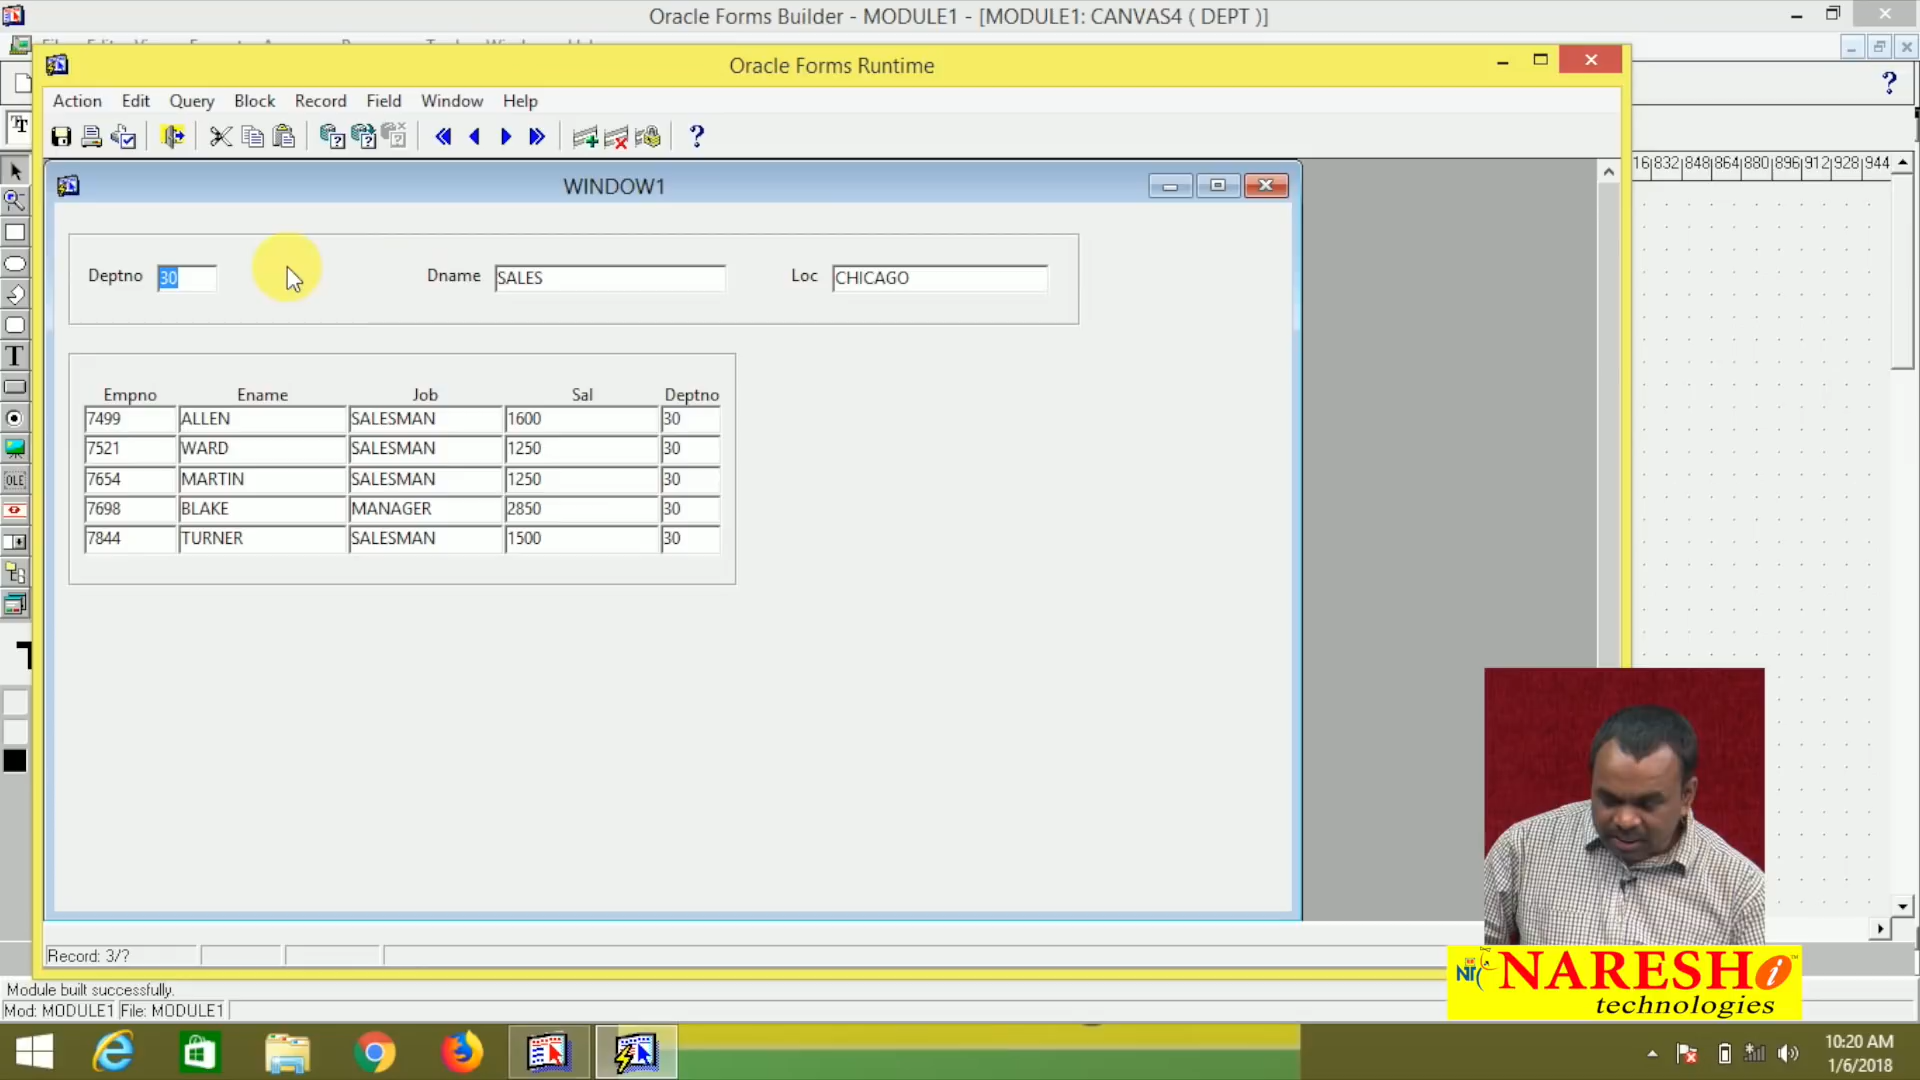 Oracle Forms Builder - MODULE1 - [MODULE1: CANVAS4 ( DEPT )]
Oracle Forms Runtime
Action Edit Query Block Record Field Window Help
WINDOW1
16 832 848 864 880 896 912 928 944
Deptno 30 Dname SALES Loc CHICAGO
Empno Ename Job Sal Deptno
7499 ALLEN SALESMAN 1600 30
7521 WARD SALESMAN 1250 30
7654 MARTIN SALESMAN 1250 30
7698 BLAKE MANAGER 2850 30
7844 TURNER SALESMAN 1500 30
OLE
Record: 3/?
Module built successfully.
Mod: MODULE1 File: MODULE1
NARESH i
technologies
10:20 AM
1/6/2018